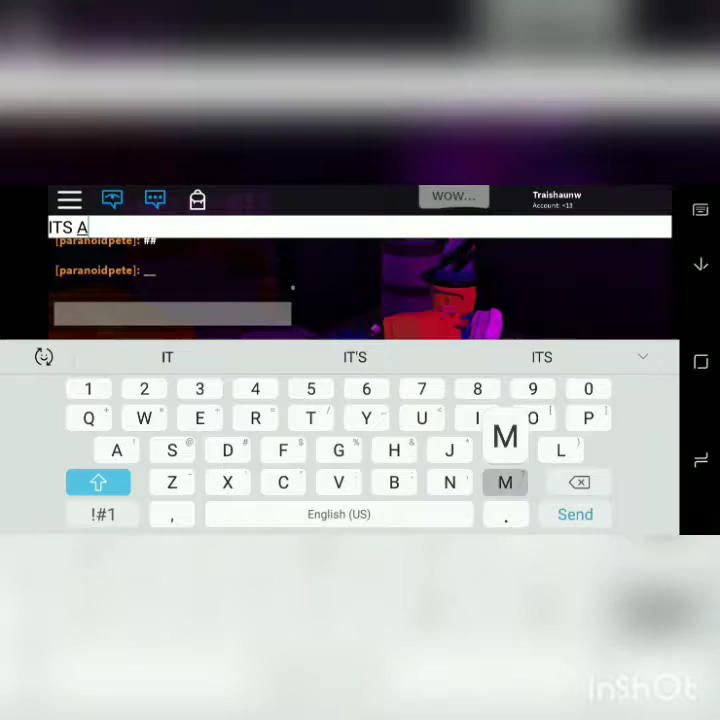 WOW...
Traishaunw
Account: <13
ITS A
[paranoidpete]: ##
[paranoidpete]: __
IT IT'S ITS
1 2 3 4 5 6 7 8 9 0
Q + W × E ÷ R = T / Y _ U < I O [ P ]
A ! S @ D # F $ G % H & J * M L )
Z - X ' C " V : B ; N , M ?
!#1 , English (US) . Send
InShOt